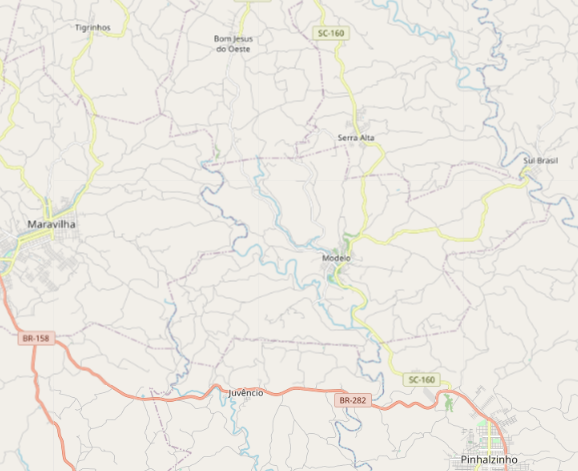 Tigrinhos
SC-160
Bom Jesus
do Oeste
Serra Alta
Sul Brasil
Maravilha
Modelo
BR-158
SC-160
Juvêncio
BR-282
Pinhalzinho